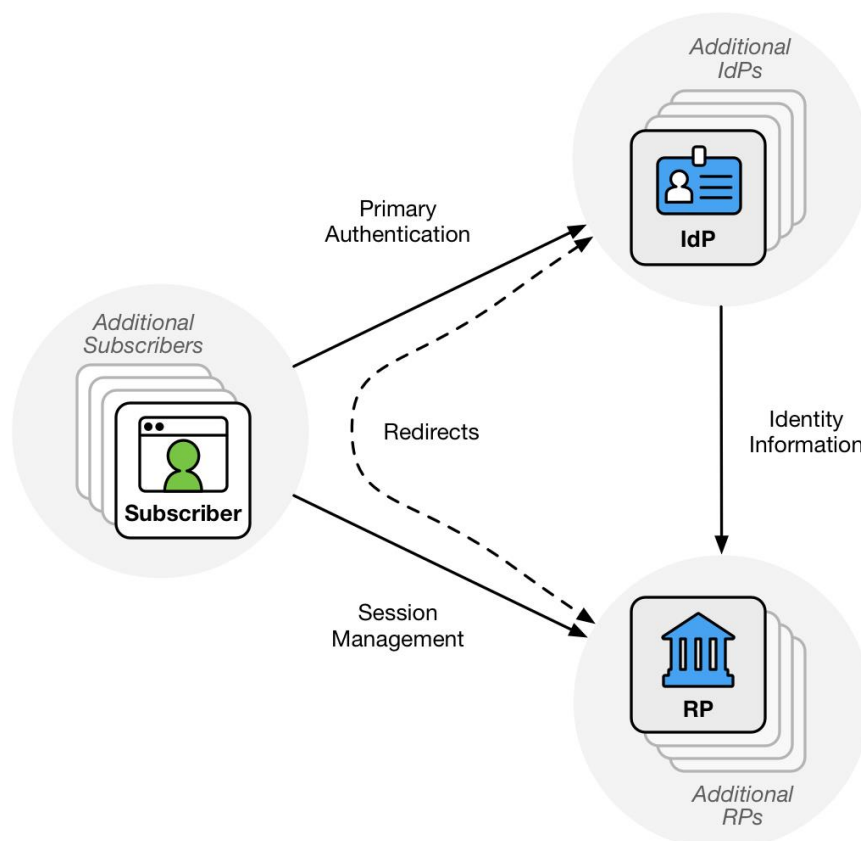 Additional
IdPs
IdP
Primary
Authentication
Additional
Subscribers
Subscriber
Redirects
Identity
Information
Session
Management
RP
Additional
RPs